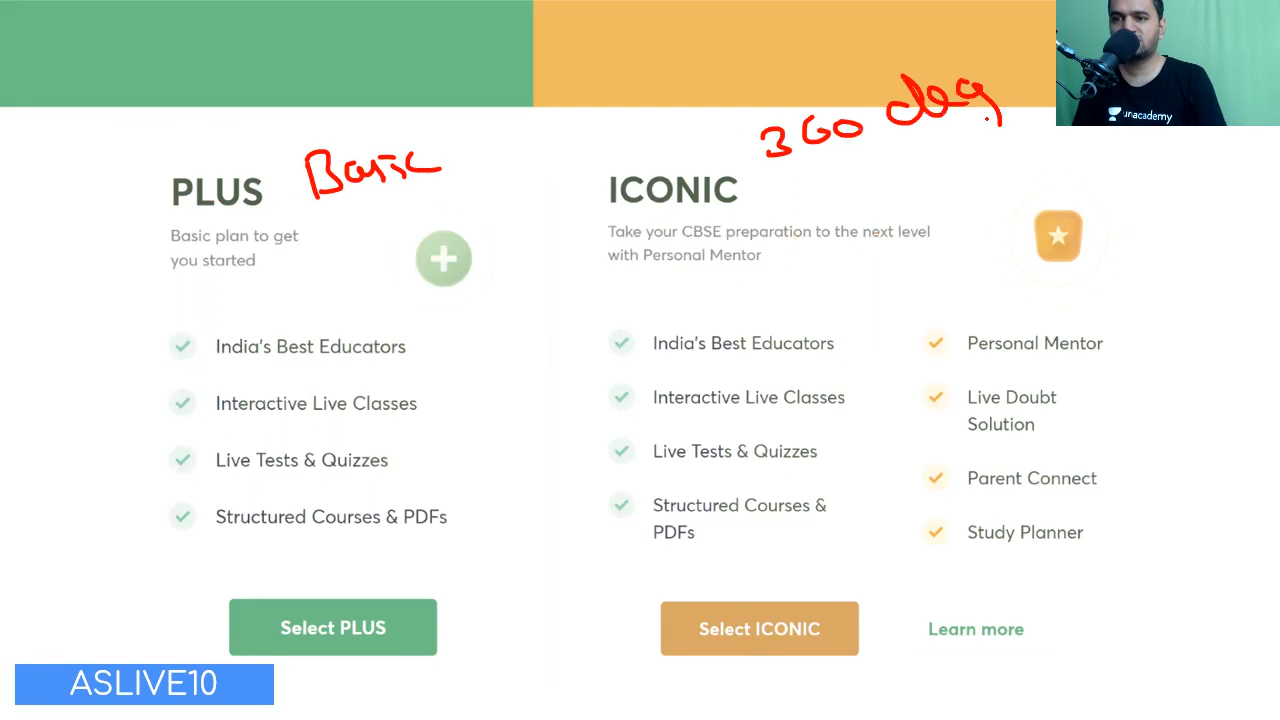 unacademy
PLUS
Basic
Basic plan to get
you started
India's Best Educators
Interactive Live Classes
Live Tests & Quizzes
Structured Courses & PDFs
Select PLUS
360 deg
ICONIC
Take your CBSE preparation to the next level
with Personal Mentor
India's Best Educators
Interactive Live Classes
Live Tests & Quizzes
Structured Courses &
PDFs
Personal Mentor
Live Doubt
Solution
Parent Connect
Study Planner
Select ICONIC
Learn more
ASLIVE10